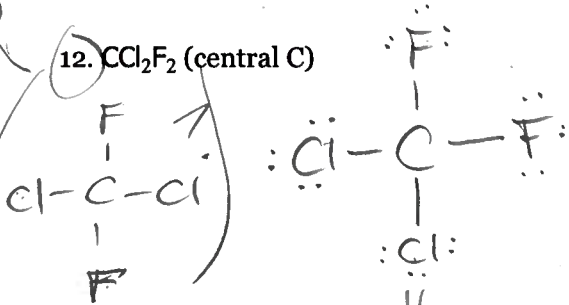 12. CCl₂F₂ (central C)
F
Cl-C-Cl
F
:F:
:Cl-C-F:
:Cl: